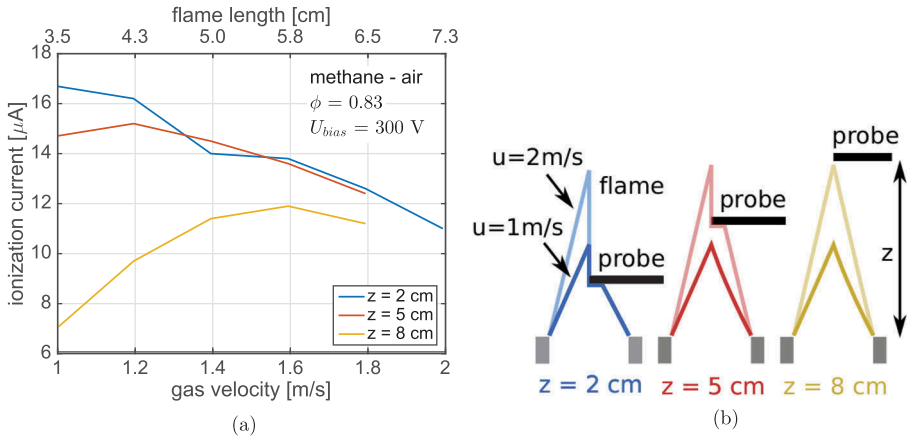 flame length [cm]
3.5 4.3 5.0 5.8 6.5 7.3
18
16
14
12
10
8
6
ionization current [μA]
methane - air
ϕ = 0.83
U_bias = 300 V
z = 2 cm
z = 5 cm
z = 8 cm
1.0 1.2 1.4 1.6 1.8 2
gas velocity [m/s]
(a)
u=2m/s
flame
u=1m/s
probe
probe
probe
z
z = 2 cm z = 5 cm z = 8 cm
(b)